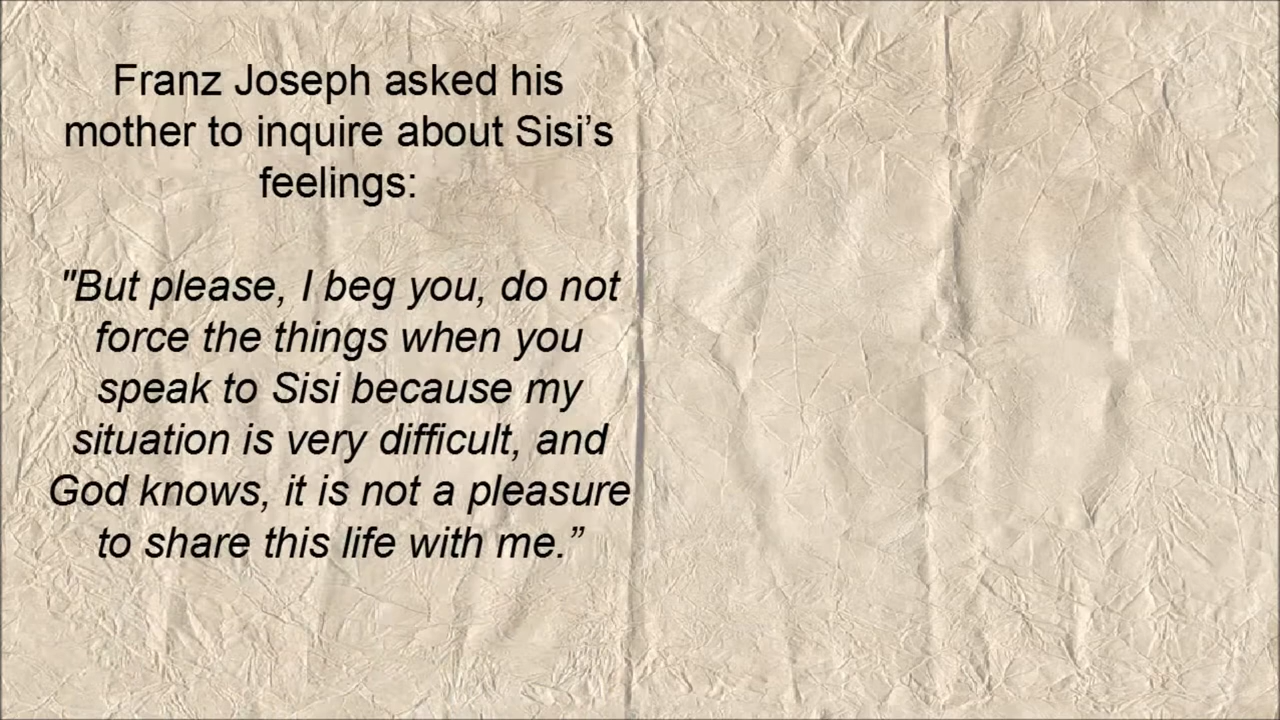 Franz Joseph asked his
mother to inquire about Sisi’s
feelings:
"But please, I beg you, do not
force the things when you
speak to Sisi because my
situation is very difficult, and
God knows, it is not a pleasure
to share this life with me.”